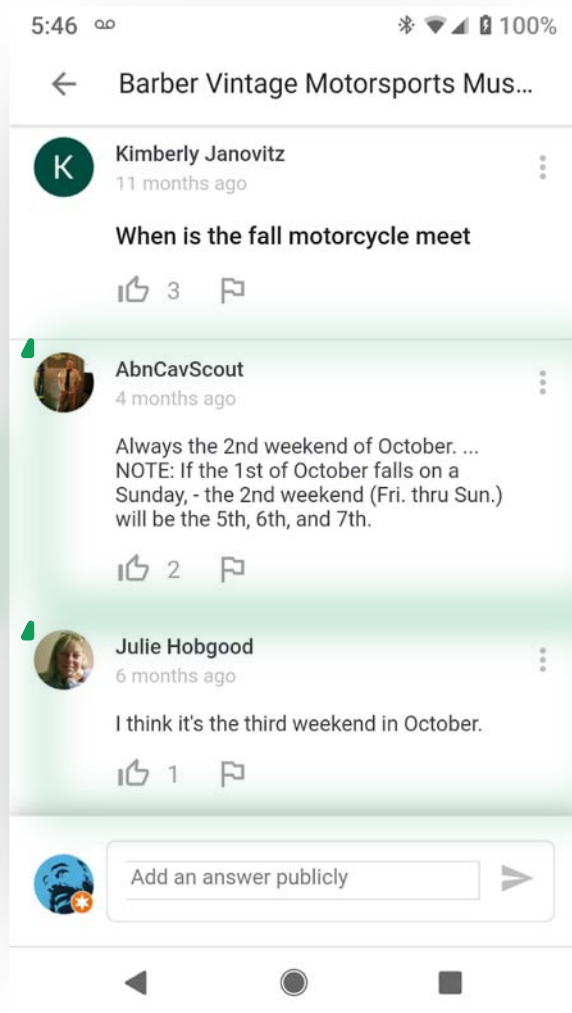 5:46 100%
Barber Vintage Motorsports Mus...
K
Kimberly Janovitz
11 months ago
When is the fall motorcycle meet
3
AbnCavScout
4 months ago
Always the 2nd weekend of October. ...
NOTE: If the 1st of October falls on a
Sunday, - the 2nd weekend (Fri. thru Sun.)
will be the 5th, 6th, and 7th.
2
Julie Hobgood
6 months ago
I think it's the third weekend in October.
1
Add an answer publicly